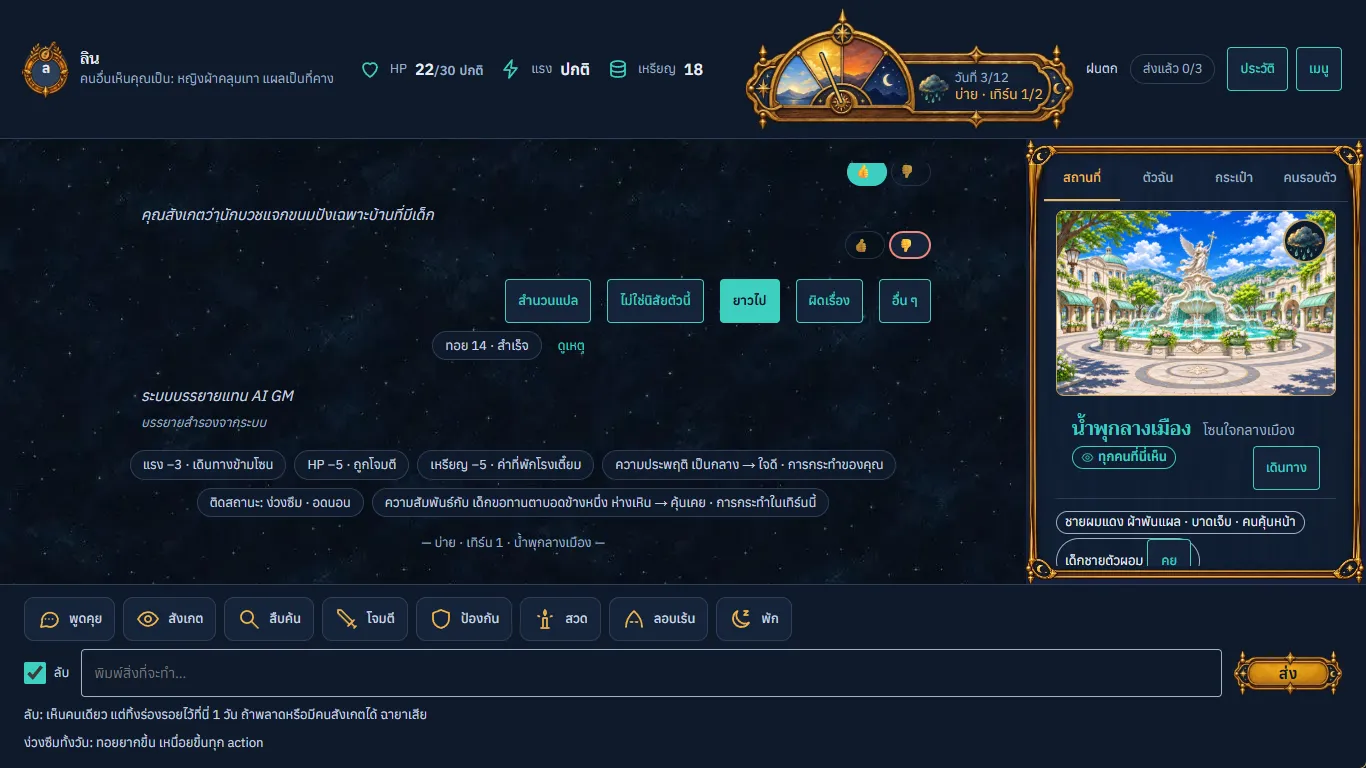 ล
ลิน
คนอื่นเห็นคุณเป็น: หญิงผ้าคลุมเทา แผลเป็นที่คาง
HP 22/30 ปกติ
แรง ปกติ
เหรียญ 18
วันที่ 3/12
บ่าย · เทิร์น 1/2
ฝนตก
ส่งแล้ว 0/3
ประวัติ
เมนู
คุณสังเกตว่านักบวชแจกขนมปังเฉพาะบ้านที่มีเด็ก
สำนวนแปล
ไม่ใช่นิสัยตัวนี้
ยาวไป
ผิดเรื่อง
อื่น ๆ
ทอย 14 · สำเร็จ
ดูเหตุ
ระบบบรรยายแทน AI GM
บรรยายสำรองจากระบบ
แรง −3 · เดินทางข้ามโซน
HP −5 · ถูกโจมตี
เหรียญ −5 · ค่าที่พักโรงเตี๊ยม
ความประพฤติ เป็นกลาง → ใจดี · การกระทำของคุณ
ติดสถานะ: ง่วงซึม · อดนอน
ความสัมพันธ์กับ เด็กขอทานตาบอดข้างหนึ่ง ห่างเหิน → คุ้นเคย · การกระทำในเทิร์นนี้
— บ่าย · เทิร์น 1 · น้ำพุกลางเมือง —
สถานที่
ตัวฉัน
กระเป๋า
คนรอบตัว
น้ำพุกลางเมือง
โซนใจกลางเมือง
ทุกคนที่นี่เห็น
เดินทาง
ชายผมแดง ผ้าพันแผล · บาดเจ็บ · คนคุ้นหน้า
เด็กชายตัวผอม
คุย
พูดคุย
สังเกต
สืบค้น
โจมตี
ป้องกัน
สวด
ลอบเร้น
พัก
ลับ
พิมพ์สิ่งที่จะทำ...
ส่ง
ลับ: เห็นคนเดียว แต่ทิ้งร่องรอยไว้ที่นี่ 1 วัน ถ้าพลาดหรือมีคนสังเกตได้ ฉายาเสีย
ง่วงซึมทั้งวัน: ทอยยากขึ้น เหนื่อยขึ้นทุก action